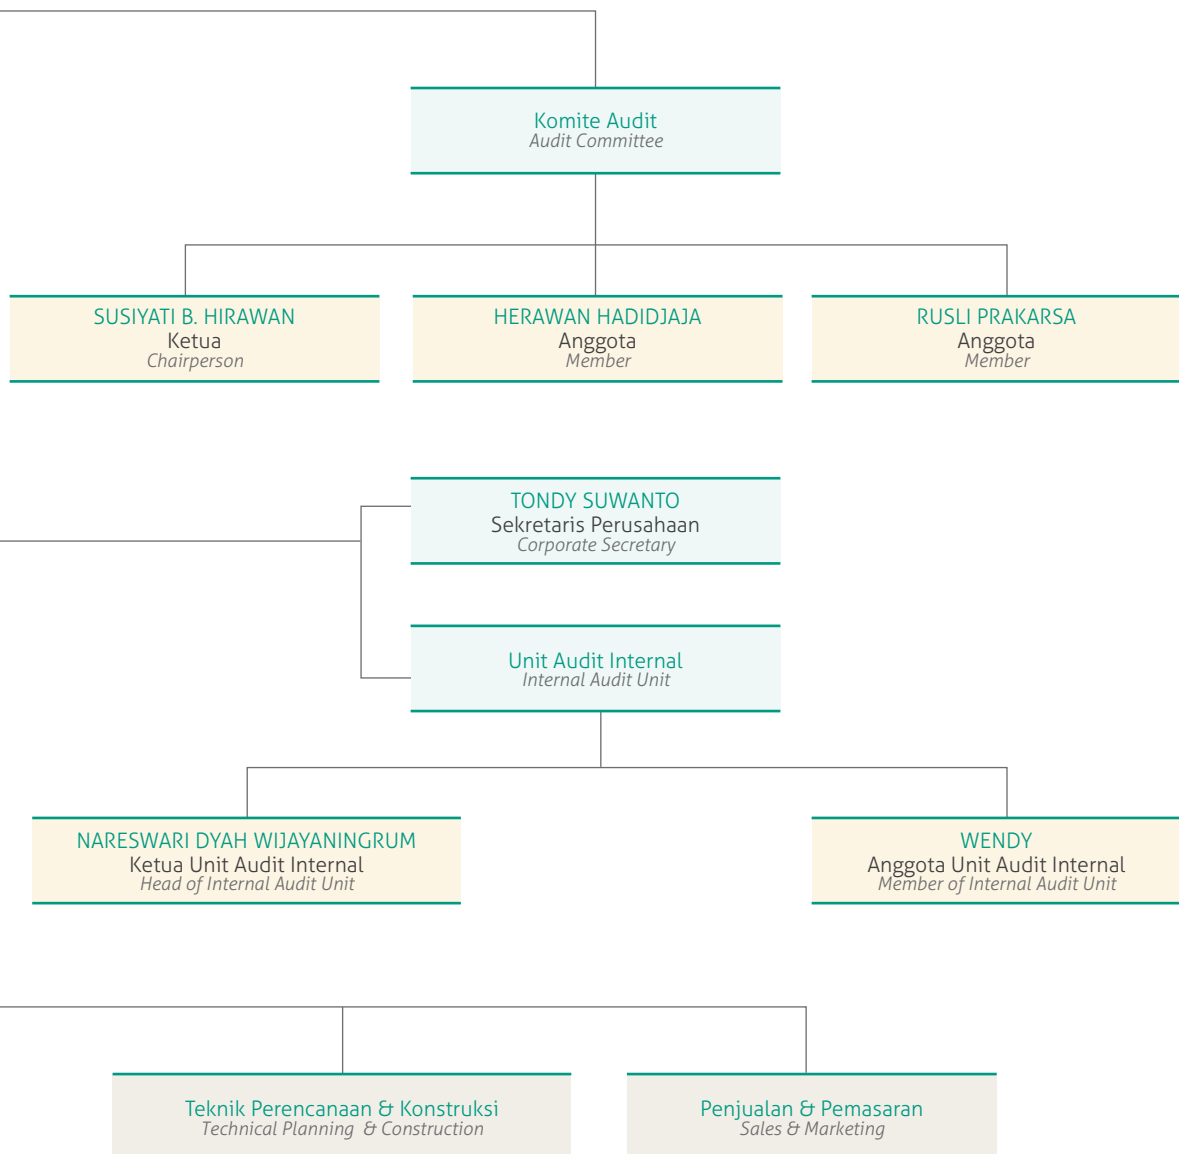 Komite Audit
Audit Committee
SUSIYATI B. HIRAWAN
Ketua
Chairperson
HERAWAN HADIDJAJA
Anggota
Member
RUSLI PRAKARSA
Anggota
Member
TONDY SUWANTO
Sekretaris Perusahaan
Corporate Secretary
Unit Audit Internal
Internal Audit Unit
NARESWARI DYAH WIJAYANINGRUM
Ketua Unit Audit Internal
Head of Internal Audit Unit
WENDY
Anggota Unit Audit Internal
Member of Internal Audit Unit
Teknik Perencanaan & Konstruksi
Technical Planning & Construction
Penjualan & Pemasaran
Sales & Marketing